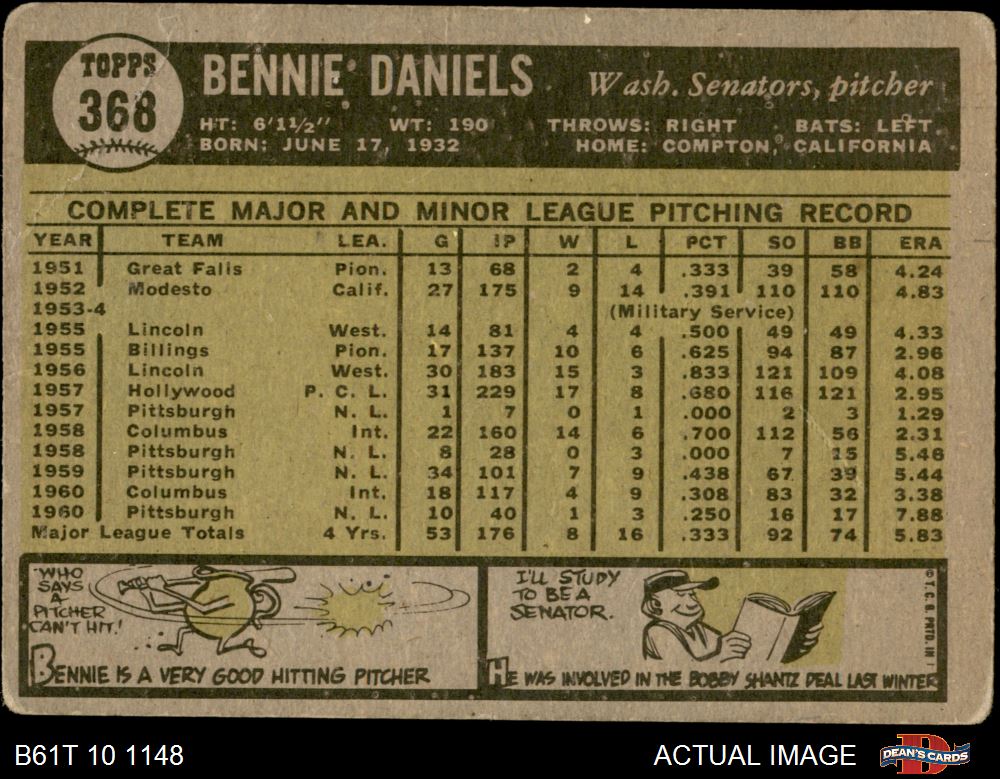 TOPPS
368
BENNIE DANIELS
Wash. Senators, pitcher
HT: 6'1½" WT: 190 THROWS: RIGHT BATS: LEFT
BORN: JUNE 17, 1932 HOME: COMPTON, CALIFORNIA
COMPLETE MAJOR AND MINOR LEAGUE PITCHING RECORD
YEAR TEAM LEA. G IP W L PCT SO BB ERA
1951 Great Falls Pion. 13 68 2 4 .333 39 58 4.24
1952 Modesto Calif. 27 175 9 14 .391 110 110 4.83
1953-4 (Military Service)
1955 Lincoln West. 14 81 4 4 .500 49 49 4.33
1955 Billings Pion. 17 137 10 6 .625 94 87 2.96
1956 Lincoln West. 30 183 15 3 .833 121 109 4.08
1957 Hollywood P. C. L. 31 229 17 8 .680 116 121 2.95
1957 Pittsburgh N. L. 1 7 0 1 .000 2 3 1.29
1958 Columbus Int. 22 160 14 6 .700 112 56 2.31
1958 Pittsburgh N. L. 8 28 0 3 .000 7 15 5.46
1959 Pittsburgh N. L. 34 101 7 9 .438 67 39 5.44
1960 Columbus Int. 18 117 4 9 .308 83 32 3.38
1960 Pittsburgh N. L. 10 40 1 3 .250 16 17 7.88
Major League Totals 4 Yrs. 53 176 8 16 .333 92 74 5.83
"WHO
SAYS
A
PITCHER
CAN'T HIT!
BENNIE IS A VERY GOOD HITTING PITCHER
I'LL STUDY
TO BE A
SENATOR.
HE WAS INVOLVED IN THE BOBBY SHANTZ DEAL LAST WINTER
© T. C. G. PRTD. IN
B61T 10 1148
ACTUAL IMAGE
DEAN'S CARDS